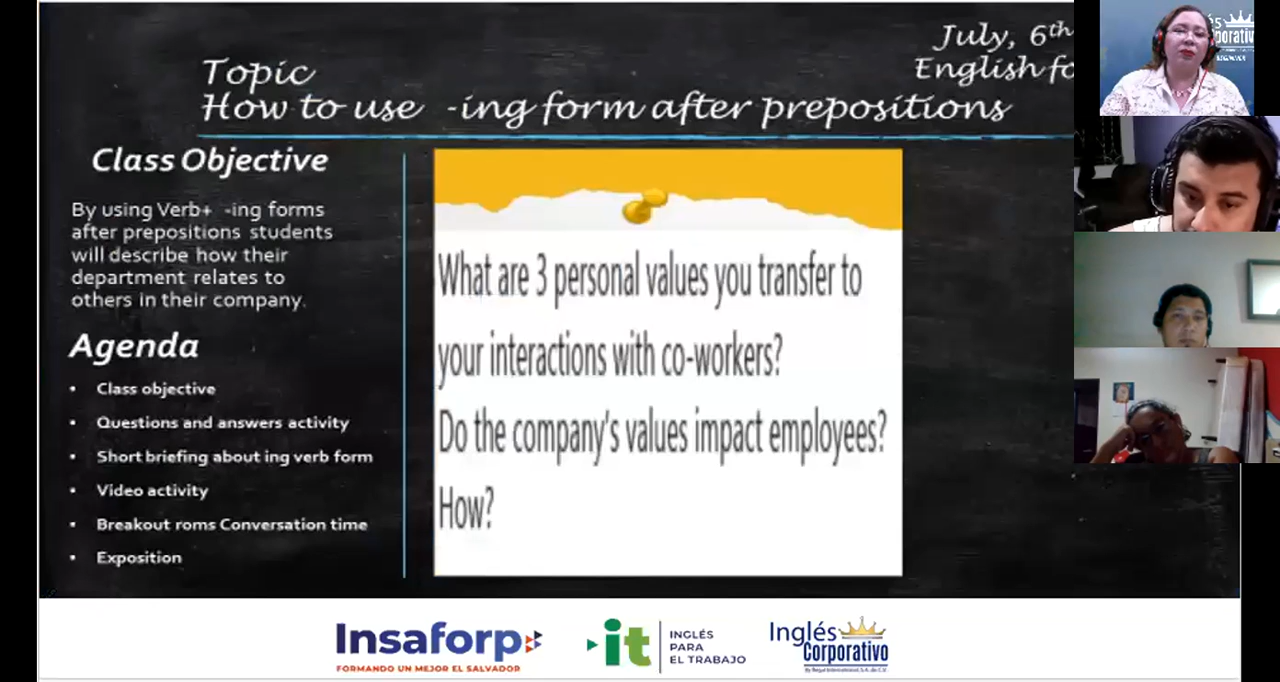 July, 6th
English fo
Topic
How to use -ing form after prepositions
Class Objective
By using Verb+ -ing forms
after prepositions students
will describe how their
department relates to
others in their company.
Agenda
• Class objective
• Questions and answers activity
• Short briefing about ing verb form
• Video activity
• Breakout roms Conversation time
• Exposition
What are 3 personal values you transfer to
your interactions with co-workers?
Do the company's values impact employees?
How?
Insaforp
FORMANDO UN MEJOR EL SALVADOR
it
INGLÉS
PARA
EL TRABAJO
Inglés
Corporativo